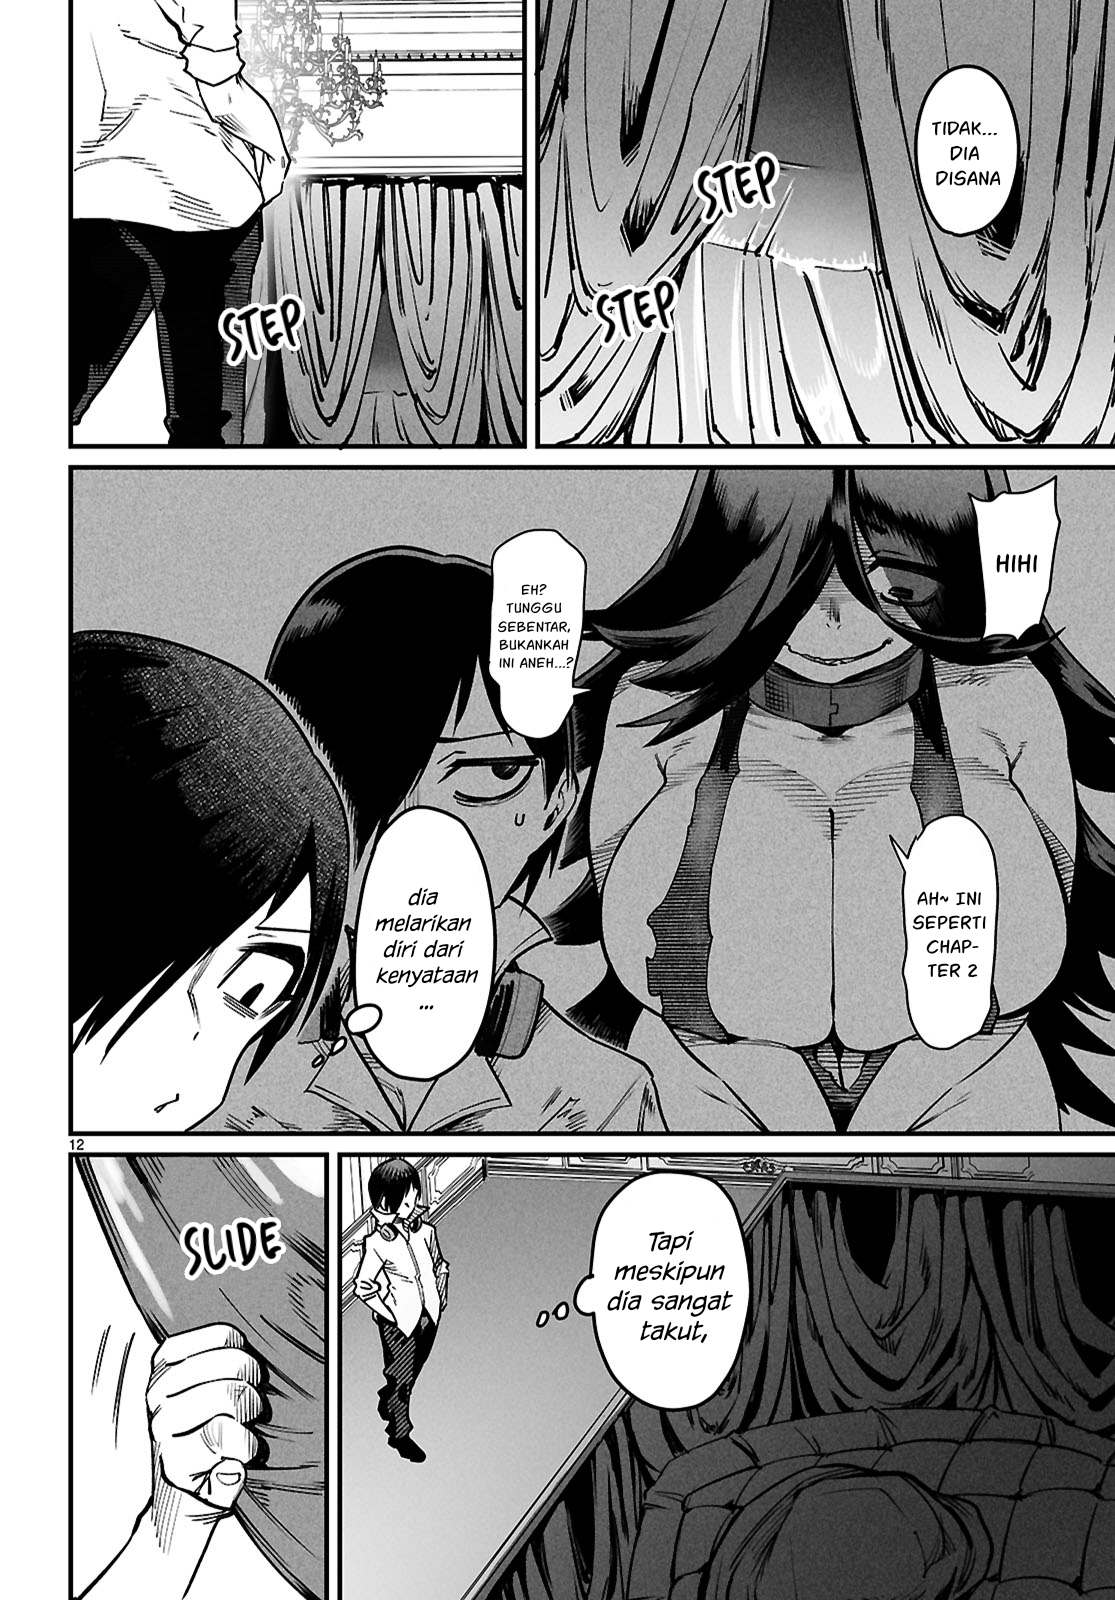 TIDAK...
DIA
DISANA
STEP
STEP
STEP
HIHI
EH?
TUNGGU
SEBENTAR,
BUKANKAH
INI ANEH...?
AH~ INI
SEPERTI
CHAP-
TER 2
dia
melarikan
diri dari
kenyataan
...
12
Tapi
meskipun
dia sangat
takut,
SLIDE